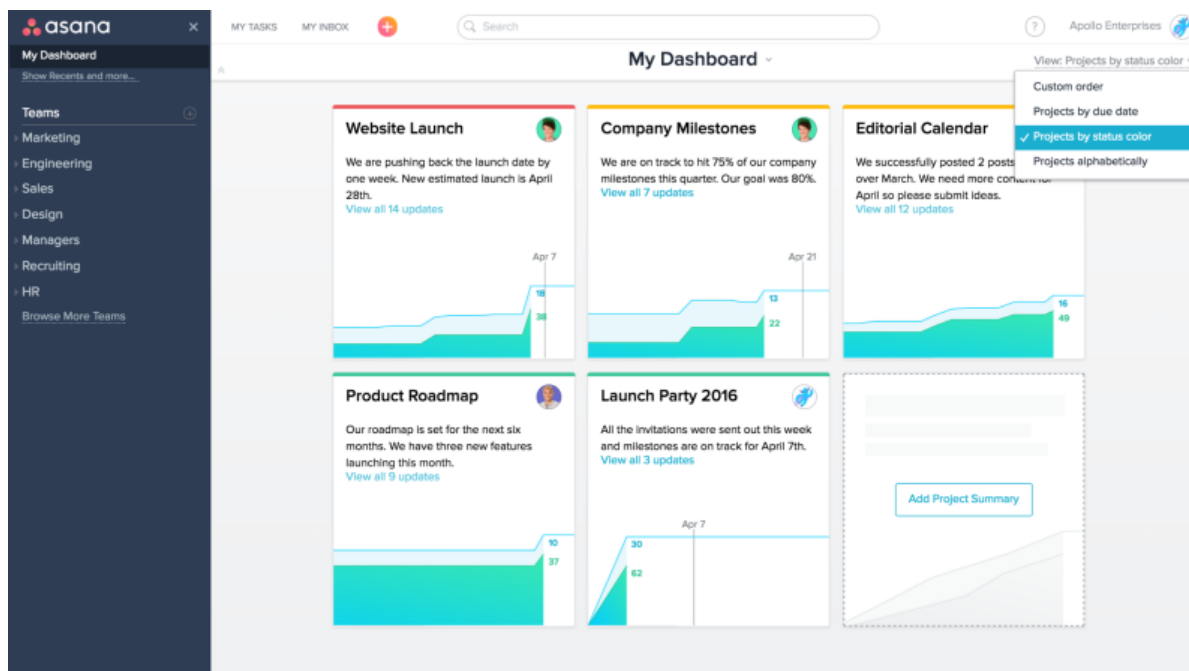 asana
×
MY TASKS
MY INBOX
+
Search
?
Apollo Enterprises
My Dashboard
Show Recents and more...
Teams
Marketing
Engineering
Sales
Design
Managers
Recruiting
HR
Browse More Teams
My Dashboard
View: Projects by status color
Custom order
Projects by due date
✓ Projects by status color
Projects alphabetically
Website Launch
We are pushing back the launch date by
one week. New estimated launch is April
28th.
View all 14 updates
Apr 7
18
38
Company Milestones
We are on track to hit 75% of our company
milestones this quarter. Our goal was 80%.
View all 7 updates
Apr 21
13
22
Editorial Calendar
We successfully posted 2 posts
over March. We need more content for
April so please submit ideas.
View all 12 updates
16
49
Product Roadmap
Our roadmap is set for the next six
months. We have three new features
launching this month.
View all 9 updates
10
37
Launch Party 2016
All the invitations were sent out this week
and milestones are on track for April 7th.
View all 3 updates
Apr 7
30
62
Add Project Summary